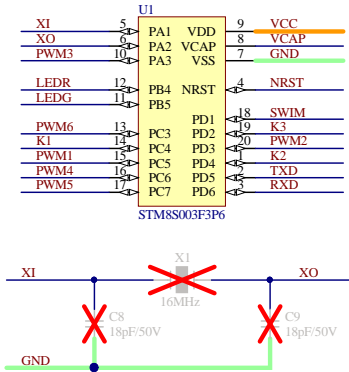 U1
XI 5 PA1 VDD 9 VCC
XO 6 PA2 VCAP 8 VCAP
PWM3 10 PA3 VSS 7 GND
LEDR 12 PB4 NRST 4 NRST
LEDG 11 PB5
PD1 18 SWIM
PWM6 13 PC3 PD2 19 K3
K1 14 PC4 PD3 20 PWM2
PWM1 15 PC5 PD4 1 K2
PWM4 16 PC6 PD5 2 TXD
PWM5 17 PC7 PD6 3 RXD
STM8S003F3P6
X1
XI XO
16MHz
C8 C9
18pF/50V 18pF/50V
GND